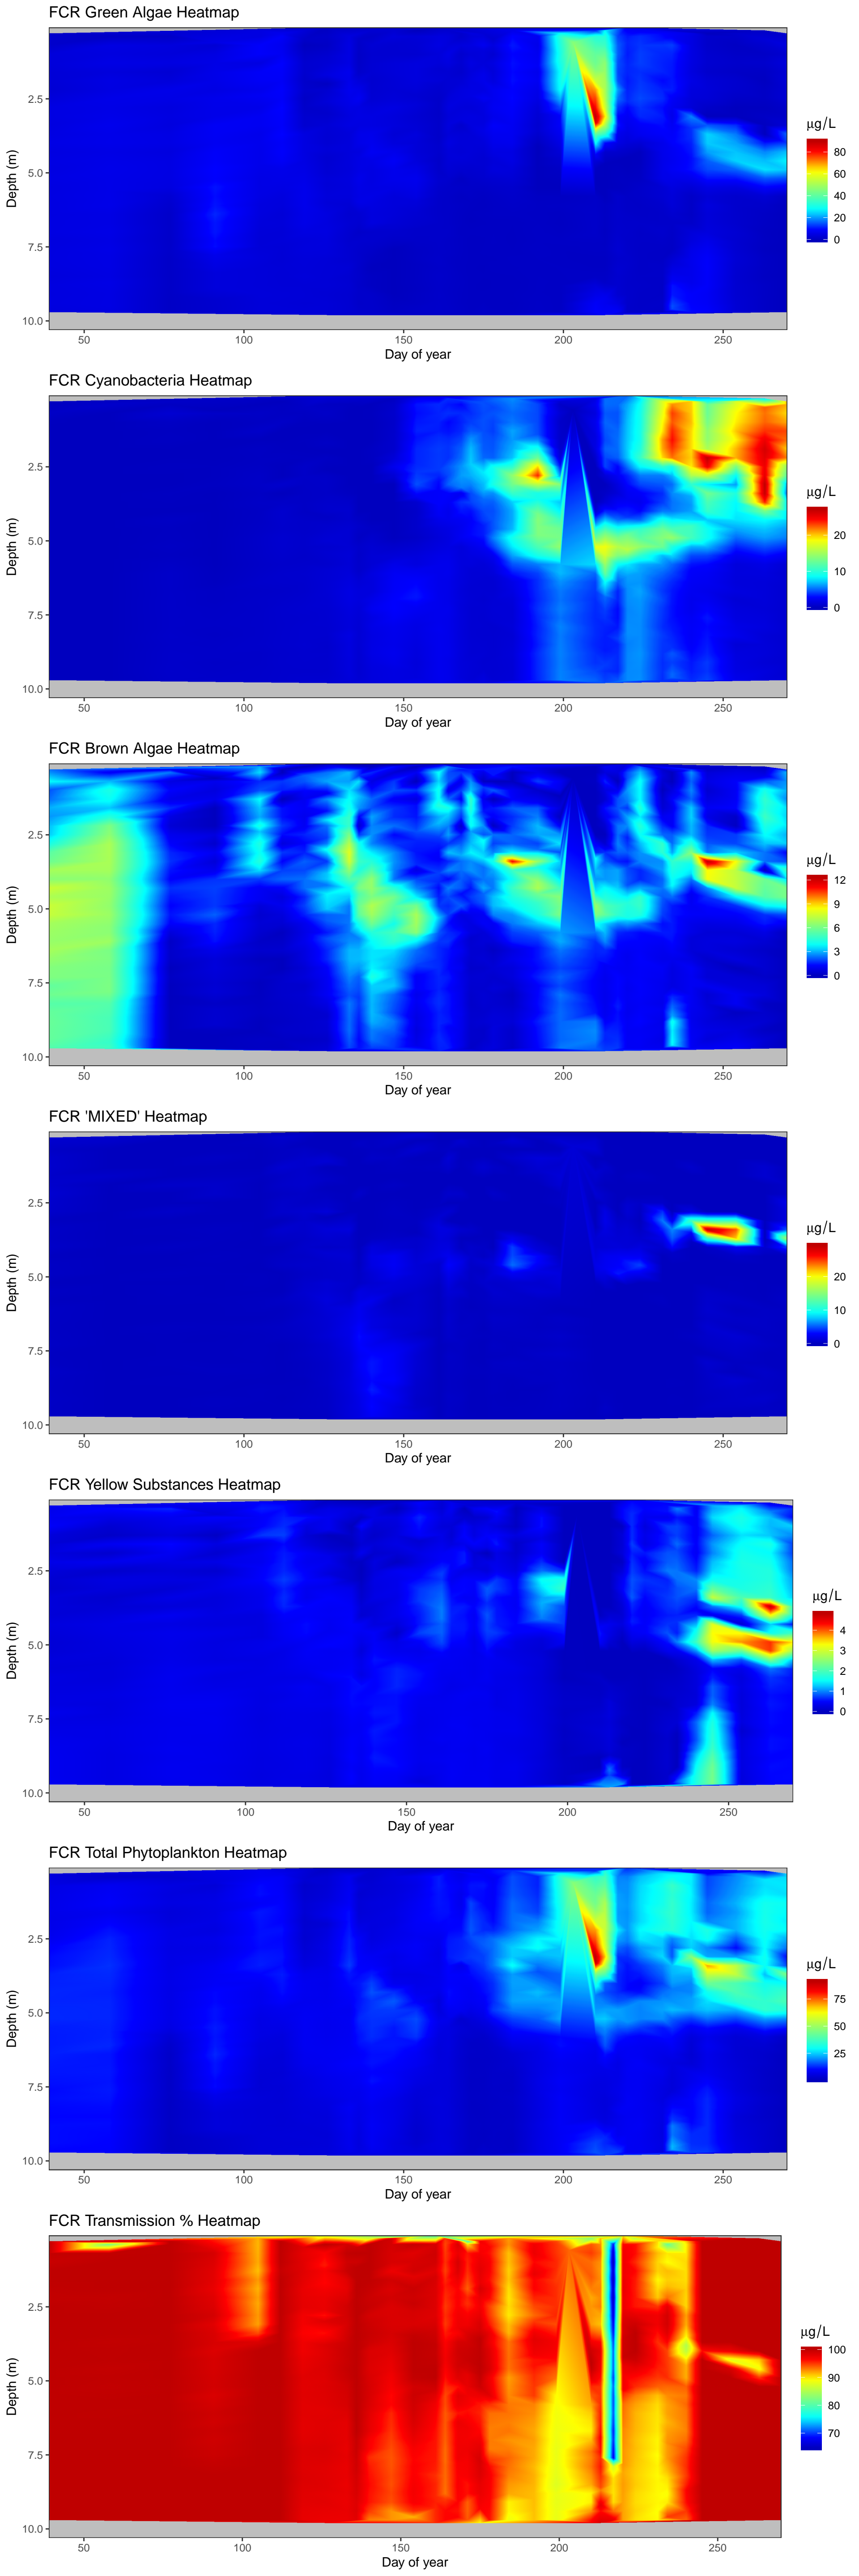 FCR Green Algae Heatmap
Depth (m)
2.5
5.0
7.5
10.0
50 100 150 200 250
Day of year
µg/L
80
60
40
20
0
FCR Cyanobacteria Heatmap
Depth (m)
2.5
5.0
7.5
10.0
50 100 150 200 250
Day of year
µg/L
20
10
0
FCR Brown Algae Heatmap
Depth (m)
2.5
5.0
7.5
10.0
50 100 150 200 250
Day of year
µg/L
12
9
6
3
0
FCR 'MIXED' Heatmap
Depth (m)
2.5
5.0
7.5
10.0
50 100 150 200 250
Day of year
µg/L
20
10
0
FCR Yellow Substances Heatmap
Depth (m)
2.5
5.0
7.5
10.0
50 100 150 200 250
Day of year
µg/L
4
3
2
1
0
FCR Total Phytoplankton Heatmap
Depth (m)
2.5
5.0
7.5
10.0
50 100 150 200 250
Day of year
µg/L
75
50
25
FCR Transmission % Heatmap
Depth (m)
2.5
5.0
7.5
10.0
50 100 150 200 250
Day of year
µg/L
100
90
80
70